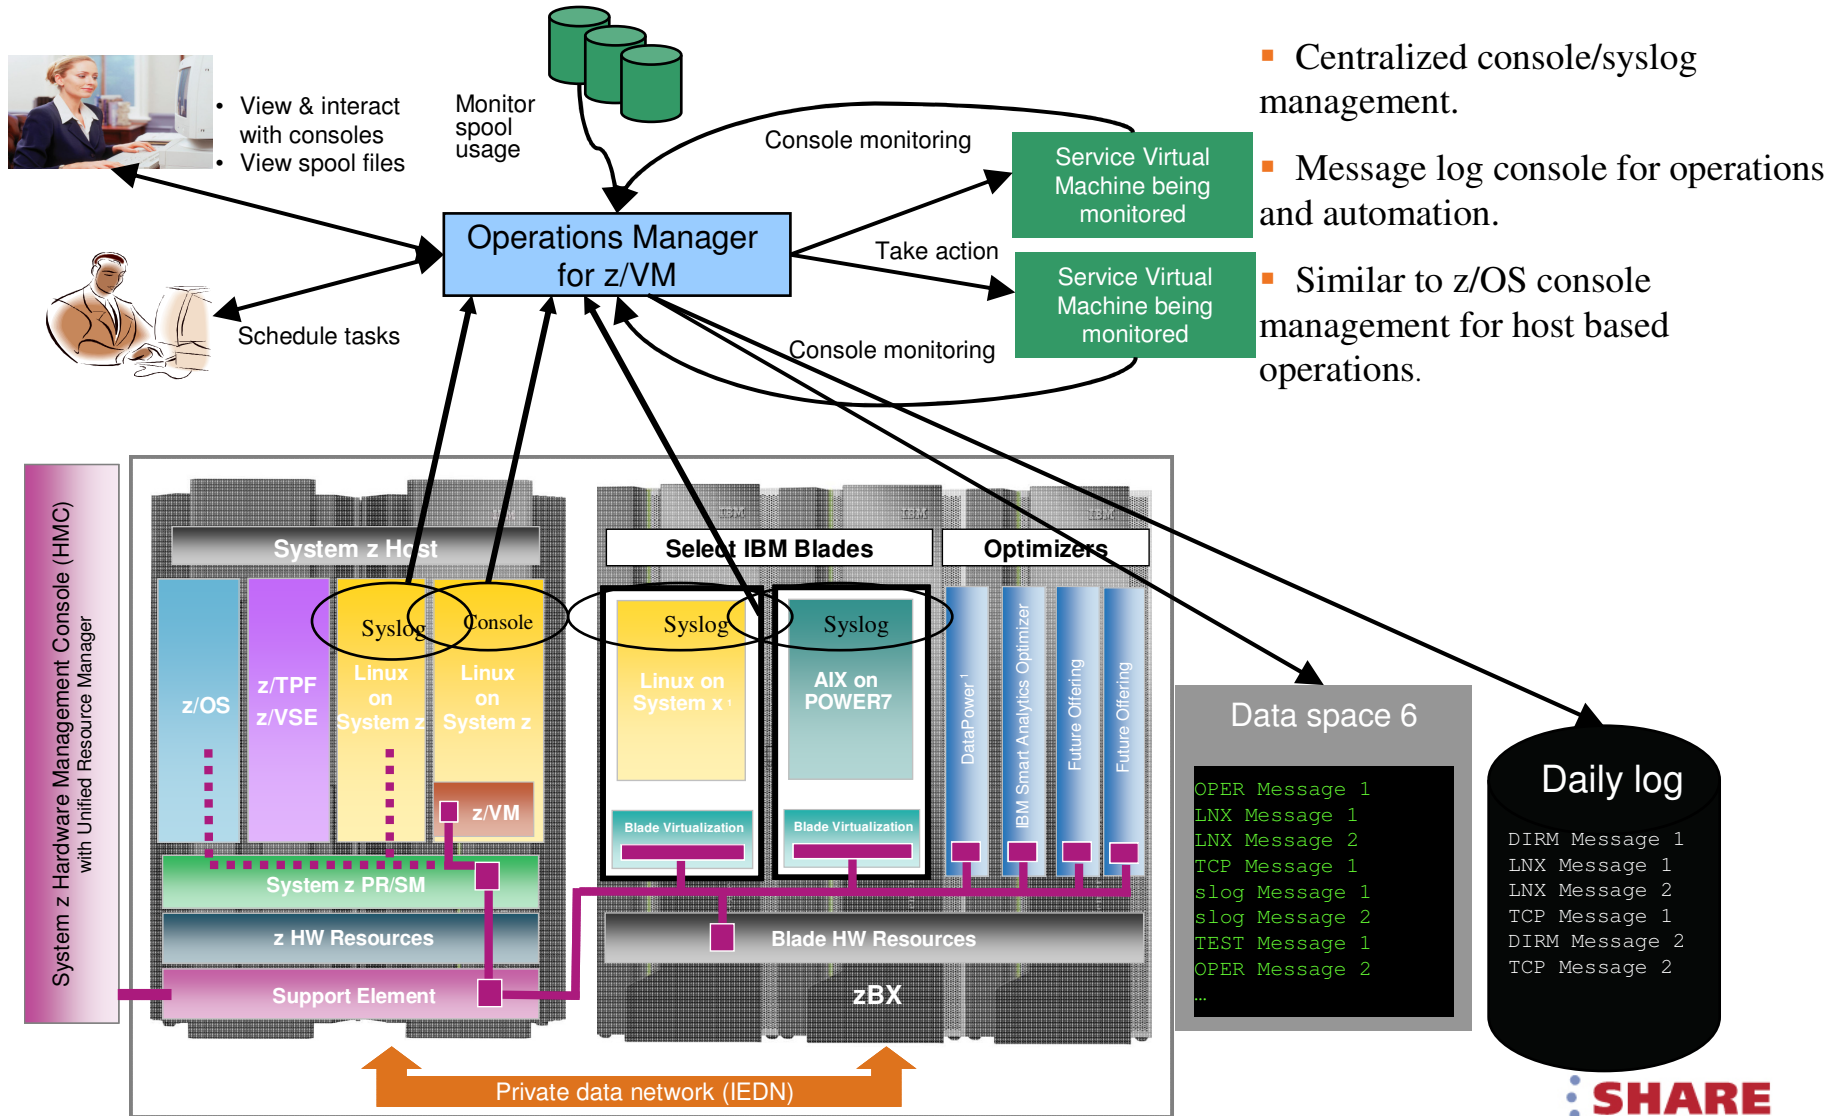 • View & interact
with consoles
• View spool files
Monitor
spool
usage
Console monitoring
Service Virtual
Machine being
monitored
Operations Manager
for z/VM
Take action
Service Virtual
Machine being
monitored
Schedule tasks
Console monitoring
▪ Centralized console/syslog
management.
▪ Message log console for operations
and automation.
▪ Similar to z/OS console
management for host based
operations.
System z Hardware Management Console (HMC)
with Unified Resource Manager
IBM
IBM
IBM
IBM
System z Host
Select IBM Blades
Optimizers
z/OS
z/TPF
z/VSE
Syslog
Linux
on
System z
Console
Linux
on
System z
z/VM
Syslog
Linux on
System x 1
Blade Virtualization
Syslog
AIX on
POWER7
Blade Virtualization
DataPower 1
IBM Smart Analytics Optimizer
Future Offering
Future Offering
System z PR/SM
z HW Resources
Support Element
Blade HW Resources
zBX
Private data network (IEDN)
Data space 6
OPER Message 1
LNX Message 1
LNX Message 2
TCP Message 1
slog Message 1
slog Message 2
TEST Message 1
OPER Message 2
…
Daily log
DIRM Message 1
LNX Message 1
LNX Message 2
TCP Message 1
DIRM Message 2
TCP Message 2
SHARE